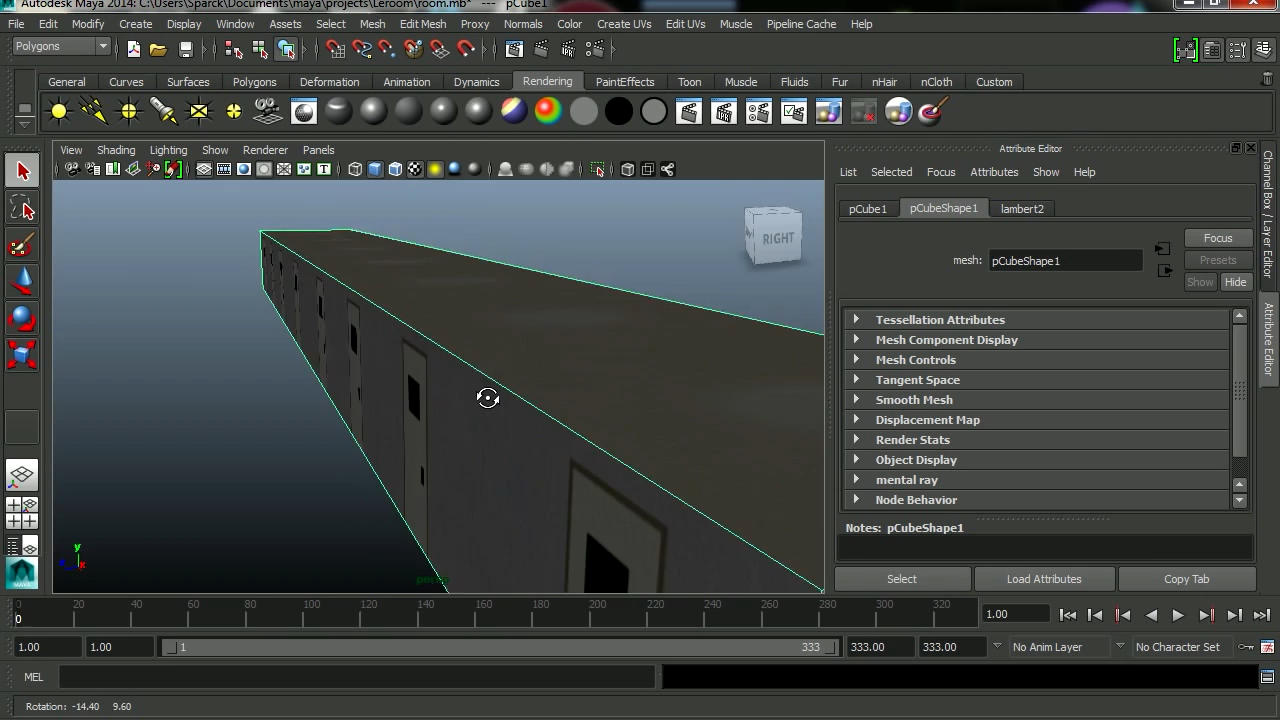 Autodesk Maya 2014: C:\Users\Sparck\Documents\maya\projects\Leroom\room.mb* --- pCube1
File Edit Modify Create Display Window Assets Select Mesh Edit Mesh Proxy Normals Color Create UVs Edit UVs Muscle Pipeline Cache Help
Polygons
General Curves Surfaces Polygons Deformation Animation Dynamics Rendering PaintEffects Toon Muscle Fluids Fur nHair nCloth Custom
View Shading Lighting Show Renderer Panels
RIGHT
persp
y
x
Attribute Editor
List Selected Focus Attributes Show Help
pCube1 pCubeShape1 lambert2
Focus
mesh: pCubeShape1
Presets
Show Hide
Tessellation Attributes
Mesh Component Display
Mesh Controls
Tangent Space
Smooth Mesh
Displacement Map
Render Stats
Object Display
mental ray
Node Behavior
Notes: pCubeShape1
Select Load Attributes Copy Tab
Channel Box / Layer Editor
Attribute Editor
0 20 40 60 80 100 120 140 160 180 200 220 240 260 280 300 320
0
1.00
1.00 1.00 1 333 333.00 333.00 No Anim Layer No Character Set
MEL
Rotation: -14.40 9.60